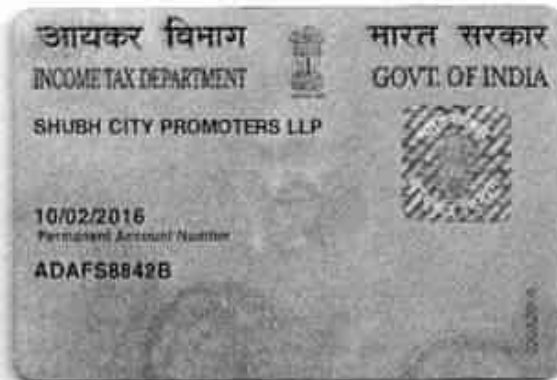 आयकर विभाग
भारत सरकार
INCOME TAX DEPARTMENT
GOVT. OF INDIA
SHUBH CITY PROMOTERS LLP
10/02/2016
Permanent Account Number
ADAFS8842B